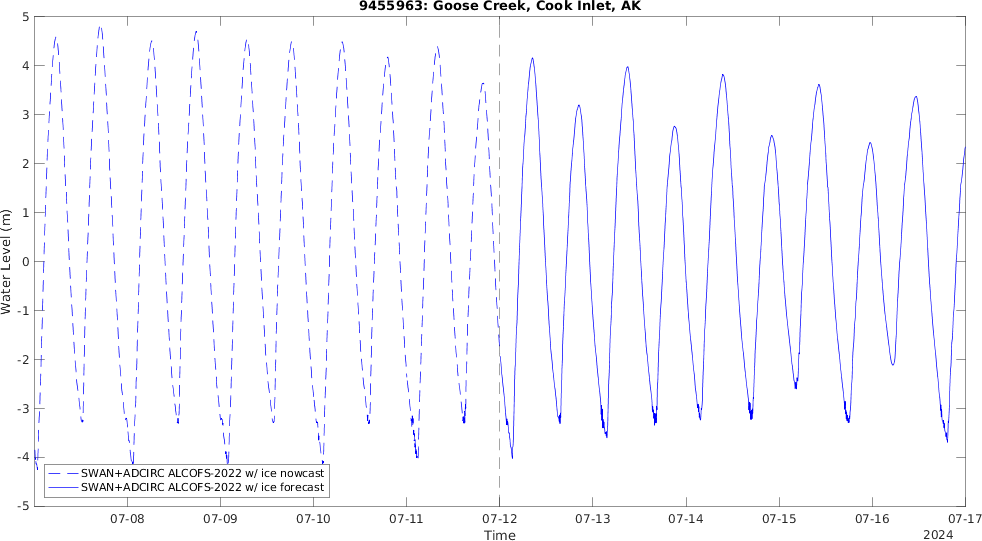 9455963: Goose Creek, Cook Inlet, AK
5
4
3
2
1
0
-1
-2
-3
-4
-5
Water Level (m)
SWAN+ADCIRC ALCOFS-2022 w/ ice nowcast
SWAN+ADCIRC ALCOFS-2022 w/ ice forecast
07-08 07-09 07-10 07-11 07-12 07-13 07-14 07-15 07-16 07-17
Time
2024